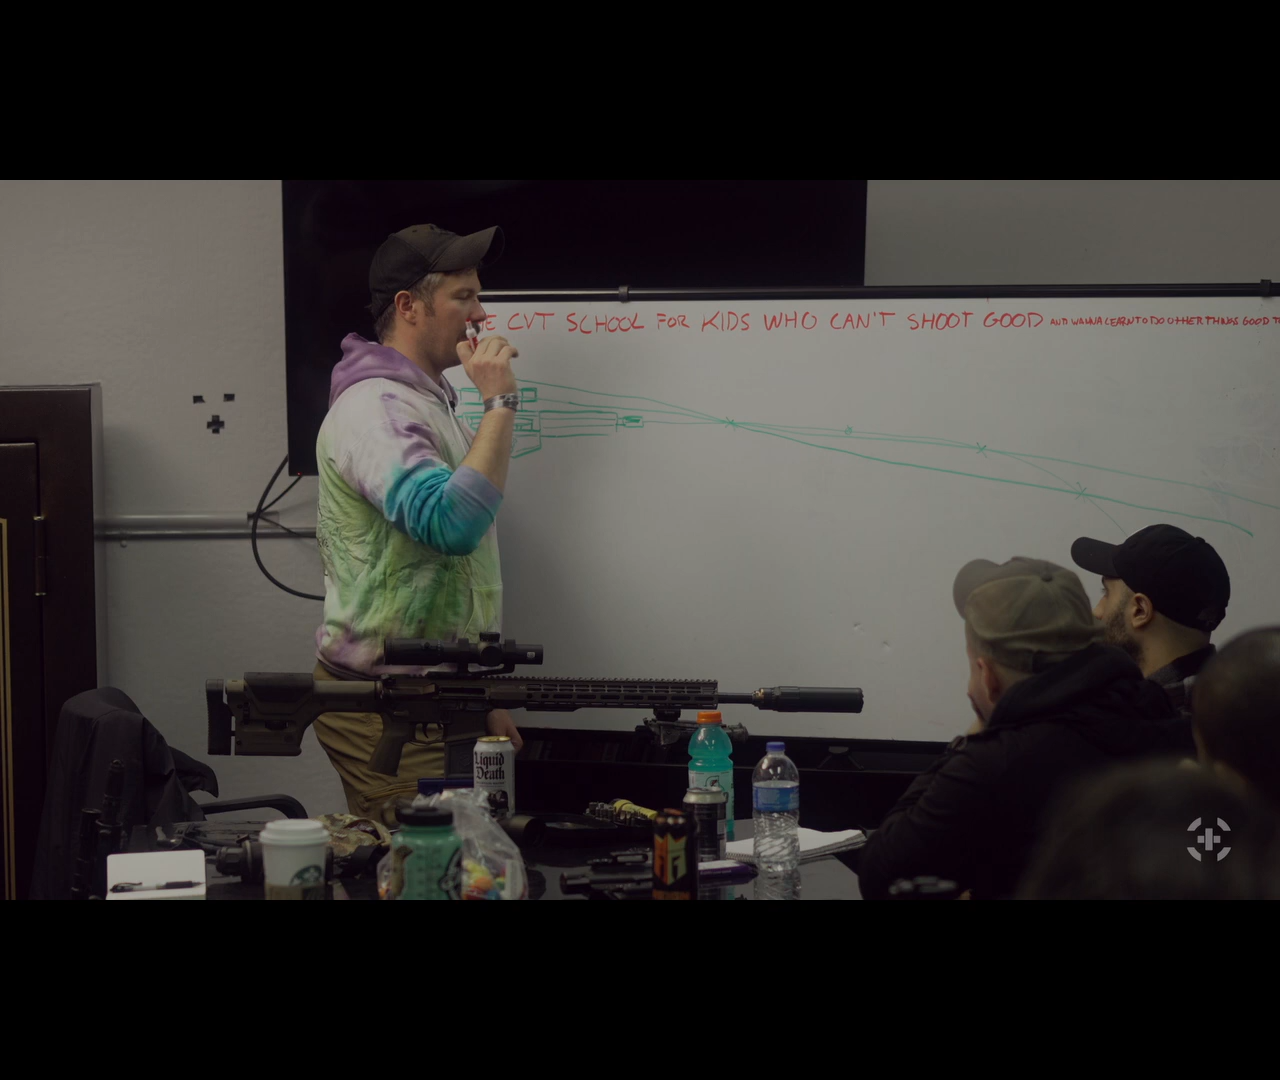 E CVT SCHOOL FOR KIDS WHO CAN'T SHOOT GOOD AND WANNA LEARN TO DO OTHER THINGS GOOD
Liquid
Death